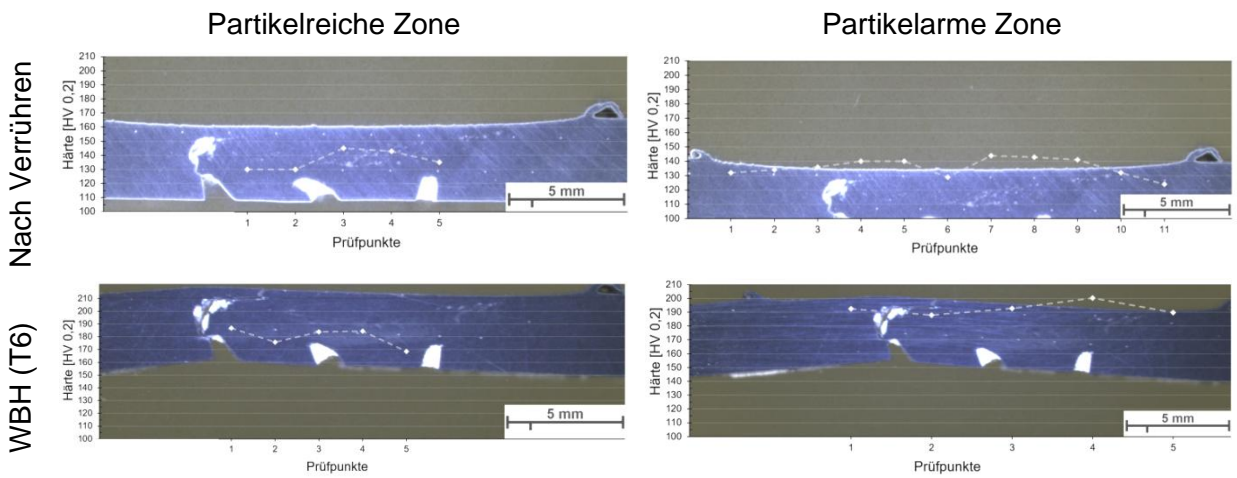 Partikelreiche Zone
Partikelarme Zone
Nach Verrühren
Härte [HV 0,2]
210
200
190
180
170
160
150
140
130
120
110
100
1 2 3 4 5
Prüfpunkte
5 mm
Härte [HV 0,2]
210
200
190
180
170
160
150
140
130
120
110
100
1 2 3 4 5 6 7 8 9 10 11
Prüfpunkte
5 mm
WBH (T6)
Härte [HV 0,2]
210
200
190
180
170
160
150
140
130
120
110
100
1 2 3 4 5
Prüfpunkte
5 mm
Härte [HV 0,2]
210
200
190
180
170
160
150
140
130
120
110
100
1 2 3 4 5
Prüfpunkte
5 mm